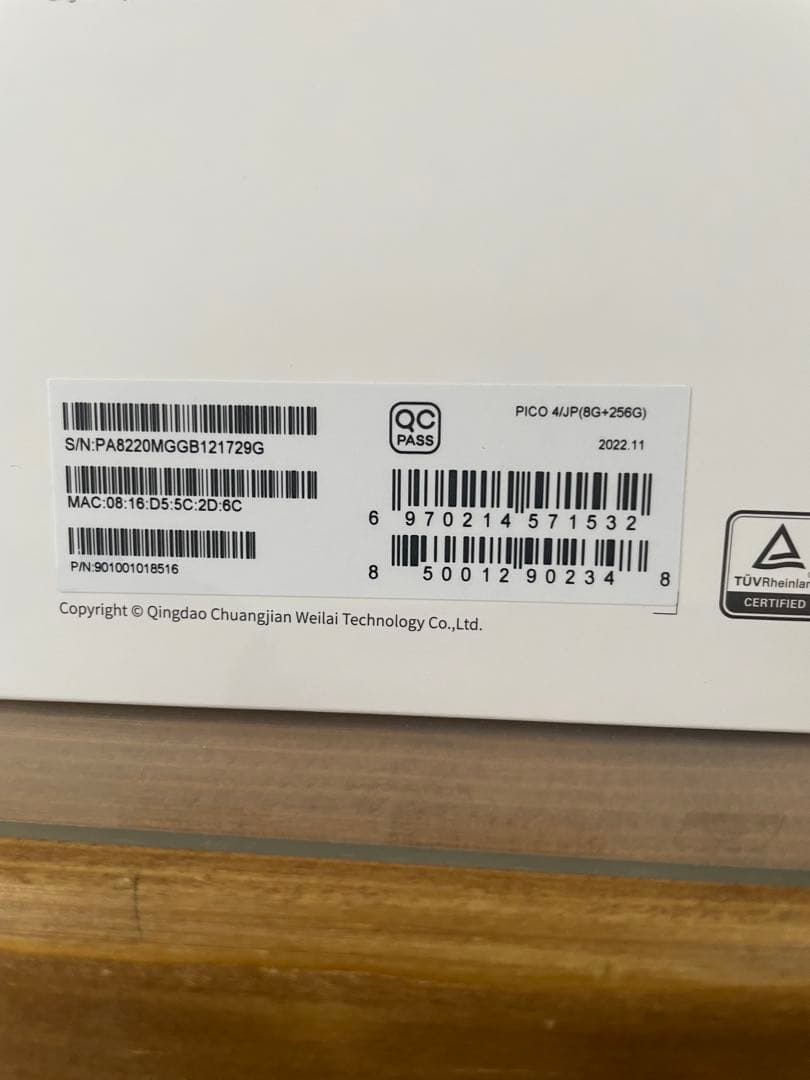 S/N:PA8220MGGB121729G
MAC:08:16:D5:5C:2D:6C
P/N:901001018516
QC
PASS
PICO 4/JP(8G+256G)
2022.11
6 970214 571532
8 50012 90234 8
Copyright © Qingdao Chuangjian Weilai Technology Co.,Ltd.
TÜVRheinlan
CERTIFIED